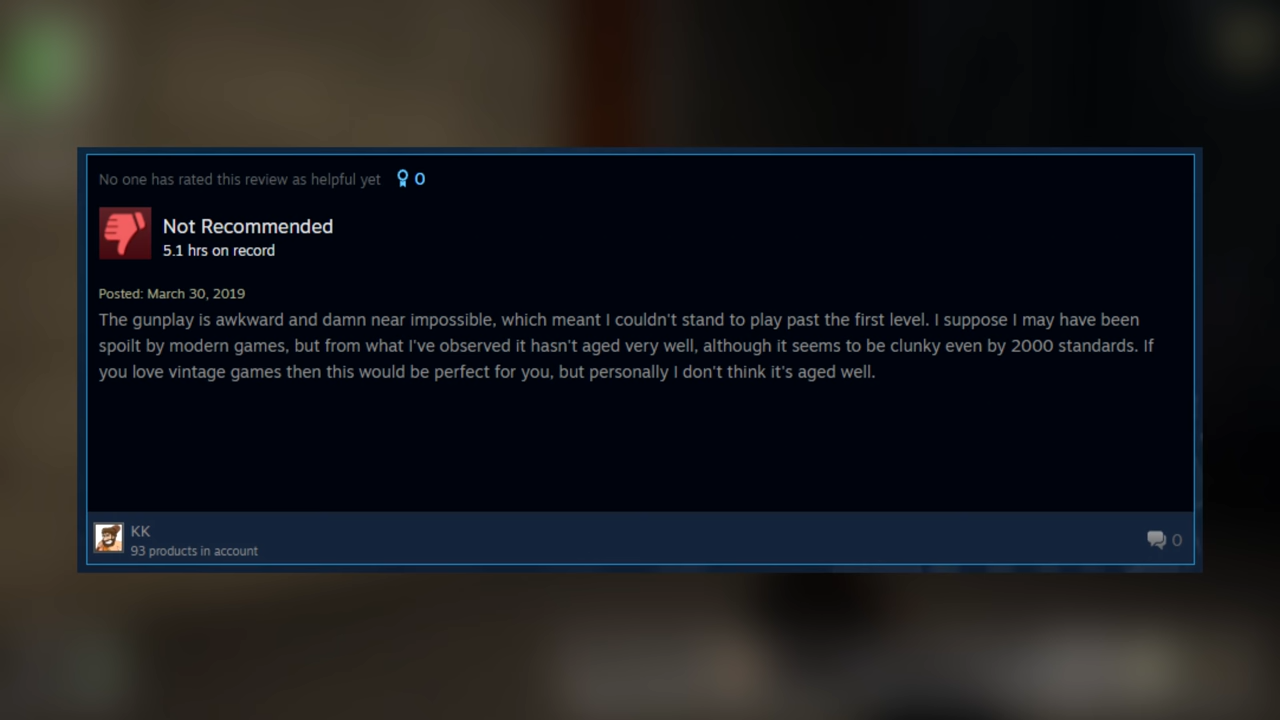 No one has rated this review as helpful yet 0
Not Recommended
5.1 hrs on record
Posted: March 30, 2019
The gunplay is awkward and damn near impossible, which meant I couldn't stand to play past the first level. I suppose I may have been
spoilt by modern games, but from what I've observed it hasn't aged very well, although it seems to be clunky even by 2000 standards. If
you love vintage games then this would be perfect for you, but personally I don't think it's aged well.
KK
93 products in account
0